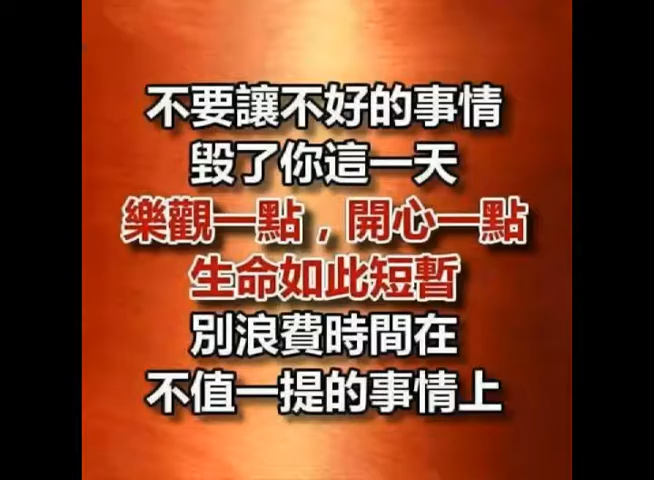 不要讓不好的事情
毀了你這一天
樂觀一點，開心一點
生命如此短暫
別浪費時間在
不值一提的事情上